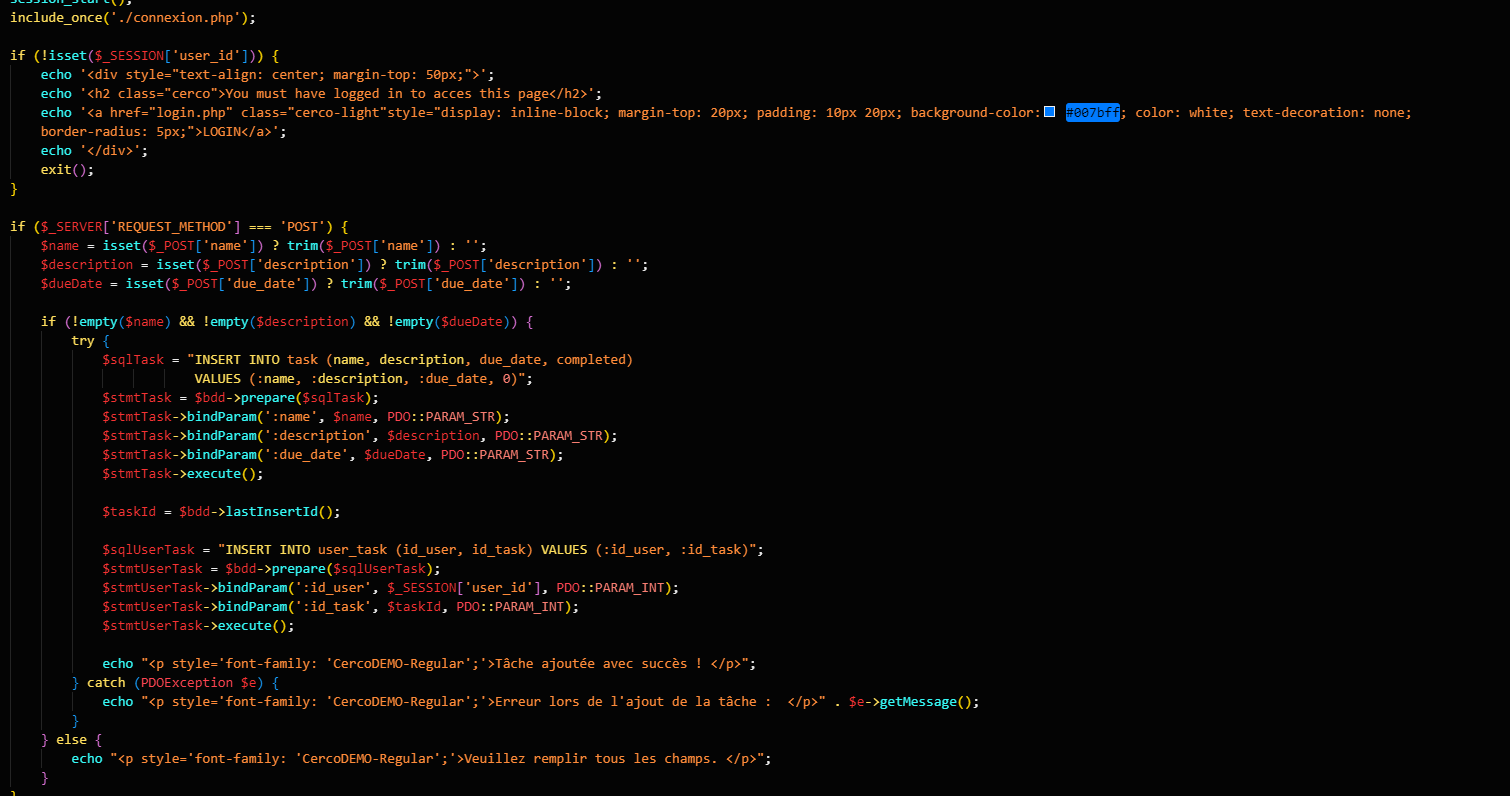 session_start();
include_once('./connexion.php');
if (!isset($_SESSION['user_id'])) {
echo '<div style="text-align: center; margin-top: 50px;">';
echo '<h2 class="cerco">You must have logged in to acces this page</h2>';
echo '<a href="login.php" class="cerco-light"style="display: inline-block; margin-top: 20px; padding: 10px 20px; background-color: #007bff; color: white; text-decoration: none;
border-radius: 5px;">LOGIN</a>';
echo '</div>';
exit();
}
if ($_SERVER['REQUEST_METHOD'] === 'POST') {
$name = isset($_POST['name']) ? trim($_POST['name']) : '';
$description = isset($_POST['description']) ? trim($_POST['description']) : '';
$dueDate = isset($_POST['due_date']) ? trim($_POST['due_date']) : '';
if (!empty($name) && !empty($description) && !empty($dueDate)) {
try {
$sqlTask = "INSERT INTO task (name, description, due_date, completed)
VALUES (:name, :description, :due_date, 0)";
$stmtTask = $bdd->prepare($sqlTask);
$stmtTask->bindParam(':name', $name, PDO::PARAM_STR);
$stmtTask->bindParam(':description', $description, PDO::PARAM_STR);
$stmtTask->bindParam(':due_date', $dueDate, PDO::PARAM_STR);
$stmtTask->execute();
$taskId = $bdd->lastInsertId();
$sqlUserTask = "INSERT INTO user_task (id_user, id_task) VALUES (:id_user, :id_task)";
$stmtUserTask = $bdd->prepare($sqlUserTask);
$stmtUserTask->bindParam(':id_user', $_SESSION['user_id'], PDO::PARAM_INT);
$stmtUserTask->bindParam(':id_task', $taskId, PDO::PARAM_INT);
$stmtUserTask->execute();
echo "<p style='font-family: 'CercoDEMO-Regular';'>Tâche ajoutée avec succès ! </p>";
} catch (PDOException $e) {
echo "<p style='font-family: 'CercoDEMO-Regular';'>Erreur lors de l'ajout de la tâche :  </p>" . $e->getMessage();
}
} else {
echo "<p style='font-family: 'CercoDEMO-Regular';'>Veuillez remplir tous les champs. </p>";
}
}